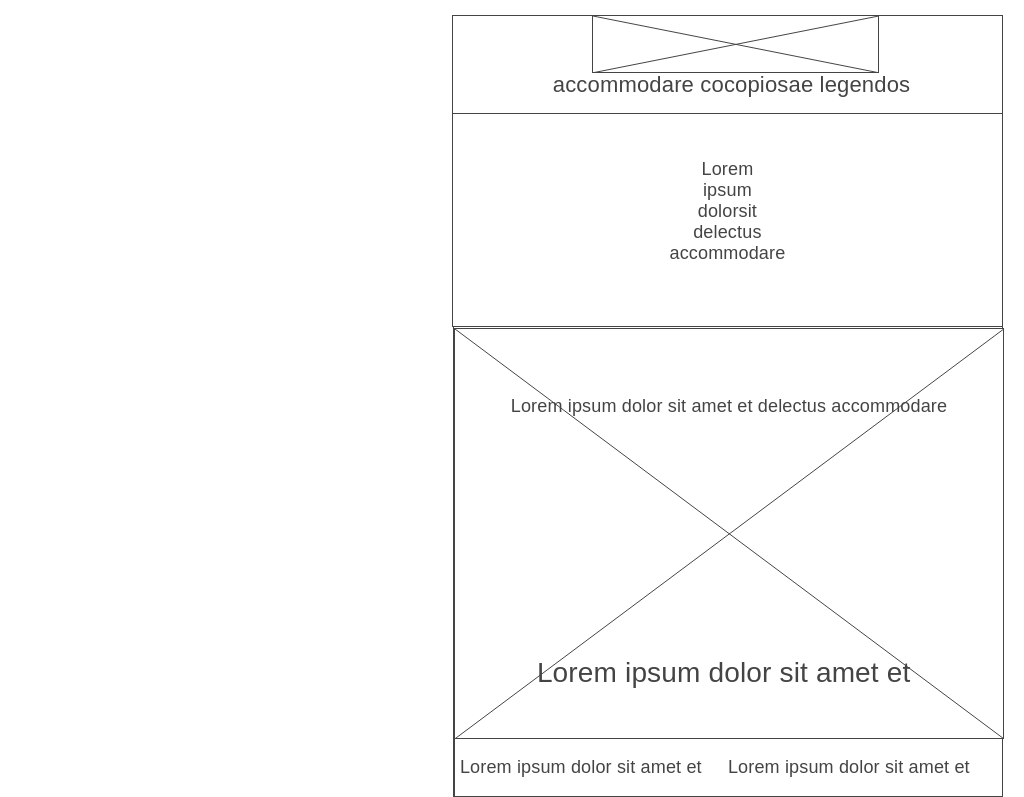 accommodare cocopiosae legendos
Lorem
ipsum
dolorsit
delectus
accommodare
Lorem ipsum dolor sit amet et delectus accommodare
Lorem ipsum dolor sit amet et
Lorem ipsum dolor sit amet et Lorem ipsum dolor sit amet et